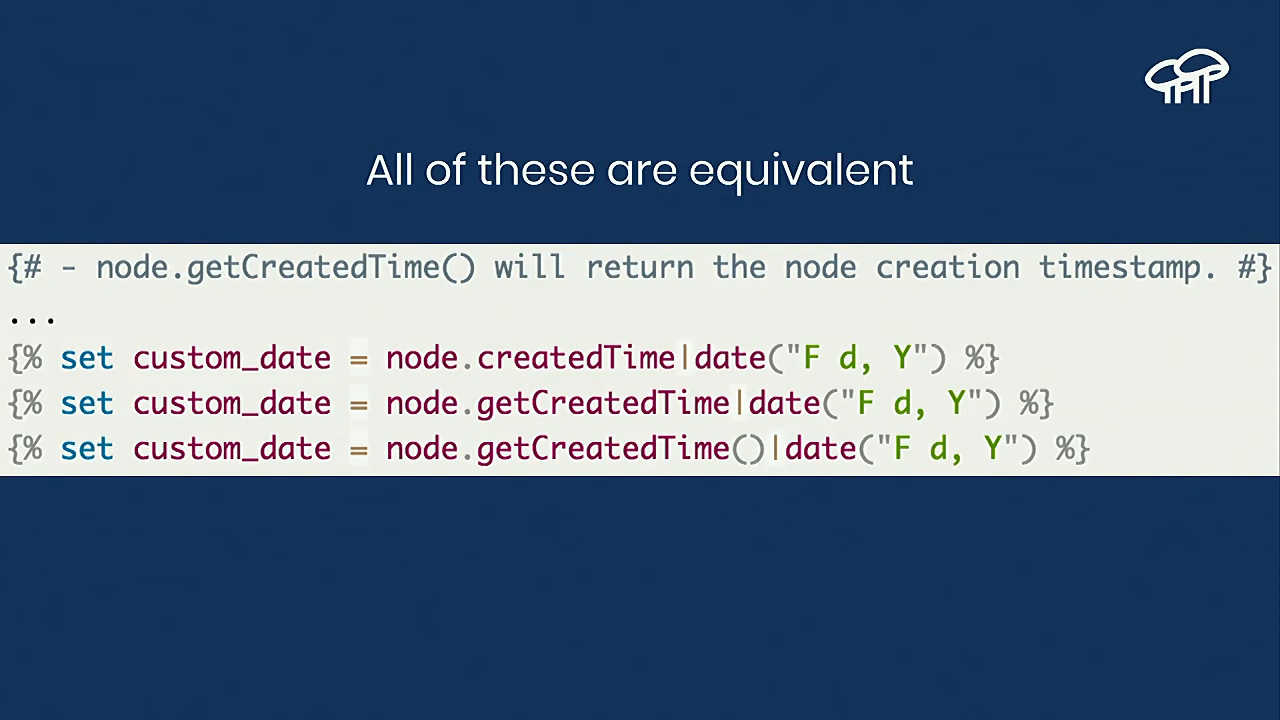 All of these are equivalent
{# - node.getCreatedTime() will return the node creation timestamp. #}
...
{% set custom_date = node.createdTime|date("F d, Y") %}
{% set custom_date = node.getCreatedTime|date("F d, Y") %}
{% set custom_date = node.getCreatedTime()|date("F d, Y") %}